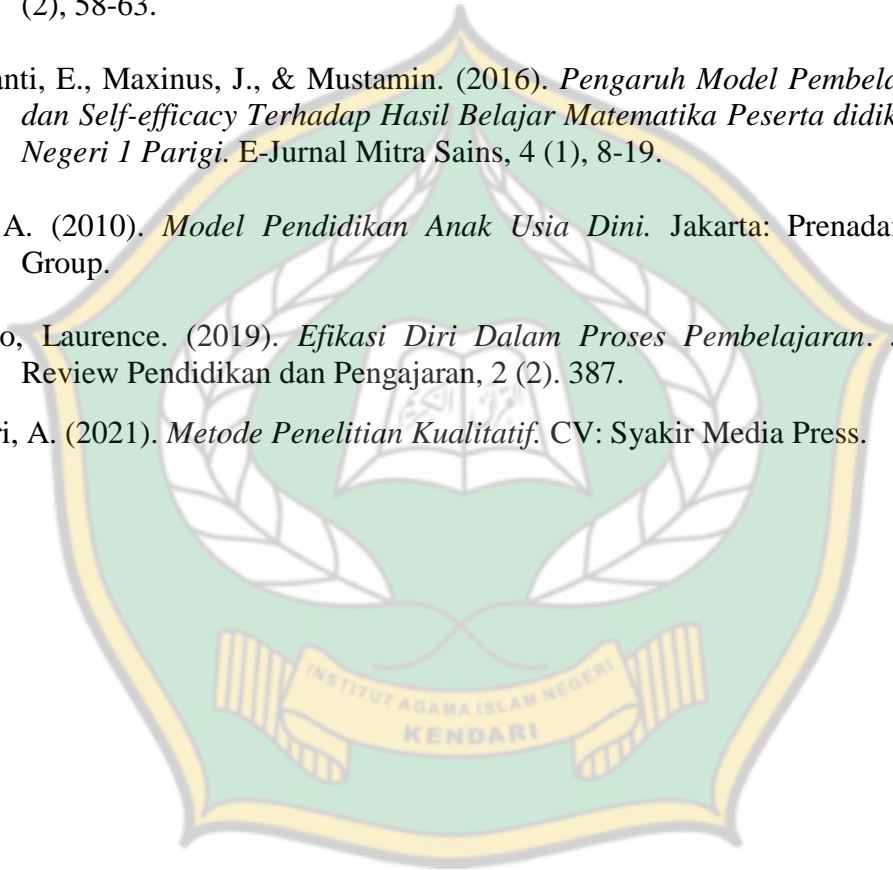 (2), 58-63.
anti, E., Maxinus, J., & Mustamin. (2016). Pengaruh Model Pembela
dan Self-efficacy Terhadap Hasil Belajar Matematika Peserta didik
Negeri 1 Parigi. E-Jurnal Mitra Sains, 4 (1), 8-19.
A. (2010). Model Pendidikan Anak Usia Dini. Jakarta: Prenada
Group.
o, Laurence. (2019). Efikasi Diri Dalam Proses Pembelajaran.
Review Pendidikan dan Pengajaran, 2 (2). 387.
ri, A. (2021). Metode Penelitian Kualitatif. CV: Syakir Media Press.
INSTITUT AGAMA ISLAM NEGERI
KENDARI